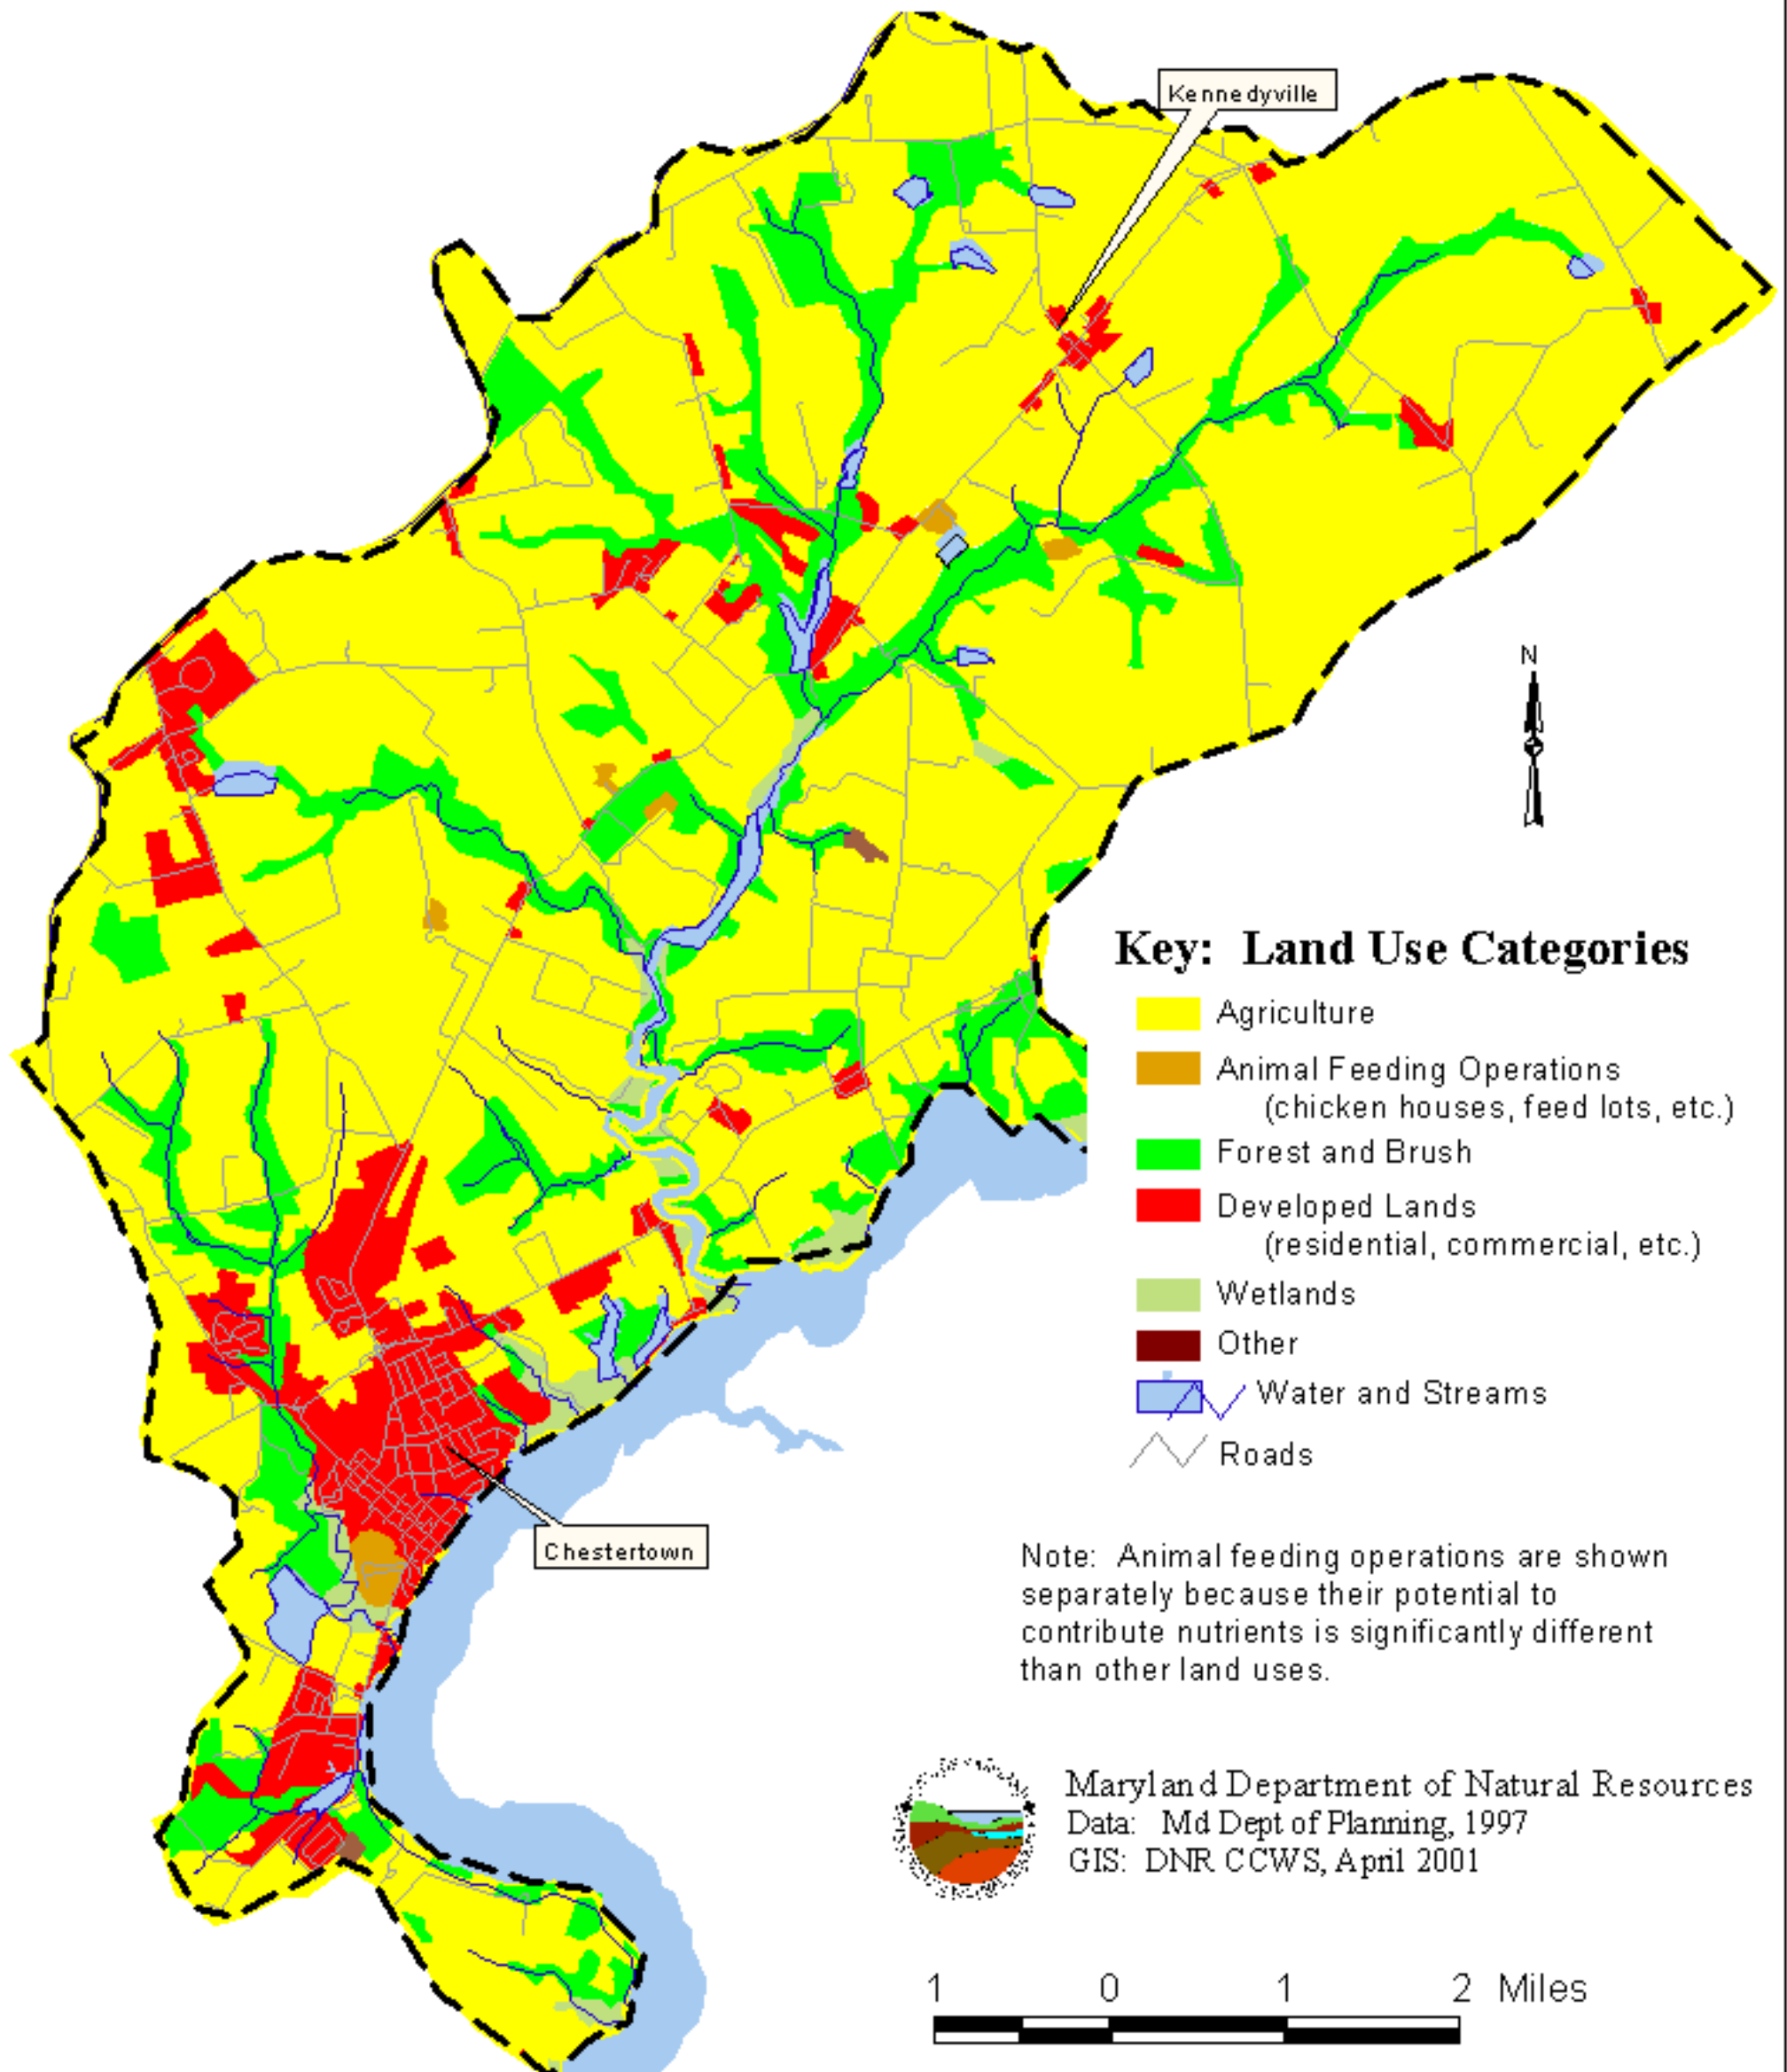 Kennedyville
N
Key: Land Use Categories
Agriculture
Animal Feeding Operations
(chicken houses, feed lots, etc.)
Forest and Brush
Developed Lands
(residential, commercial, etc.)
Wetlands
Other
Water and Streams
Roads
Chestertown
Note: Animal feeding operations are shown
separately because their potential to
contribute nutrients is significantly different
than other land uses.
Maryland Department of Natural Resources
Data: Md Dept of Planning, 1997
GIS: DNR CCWS, April 2001
1 0 1 2 Miles